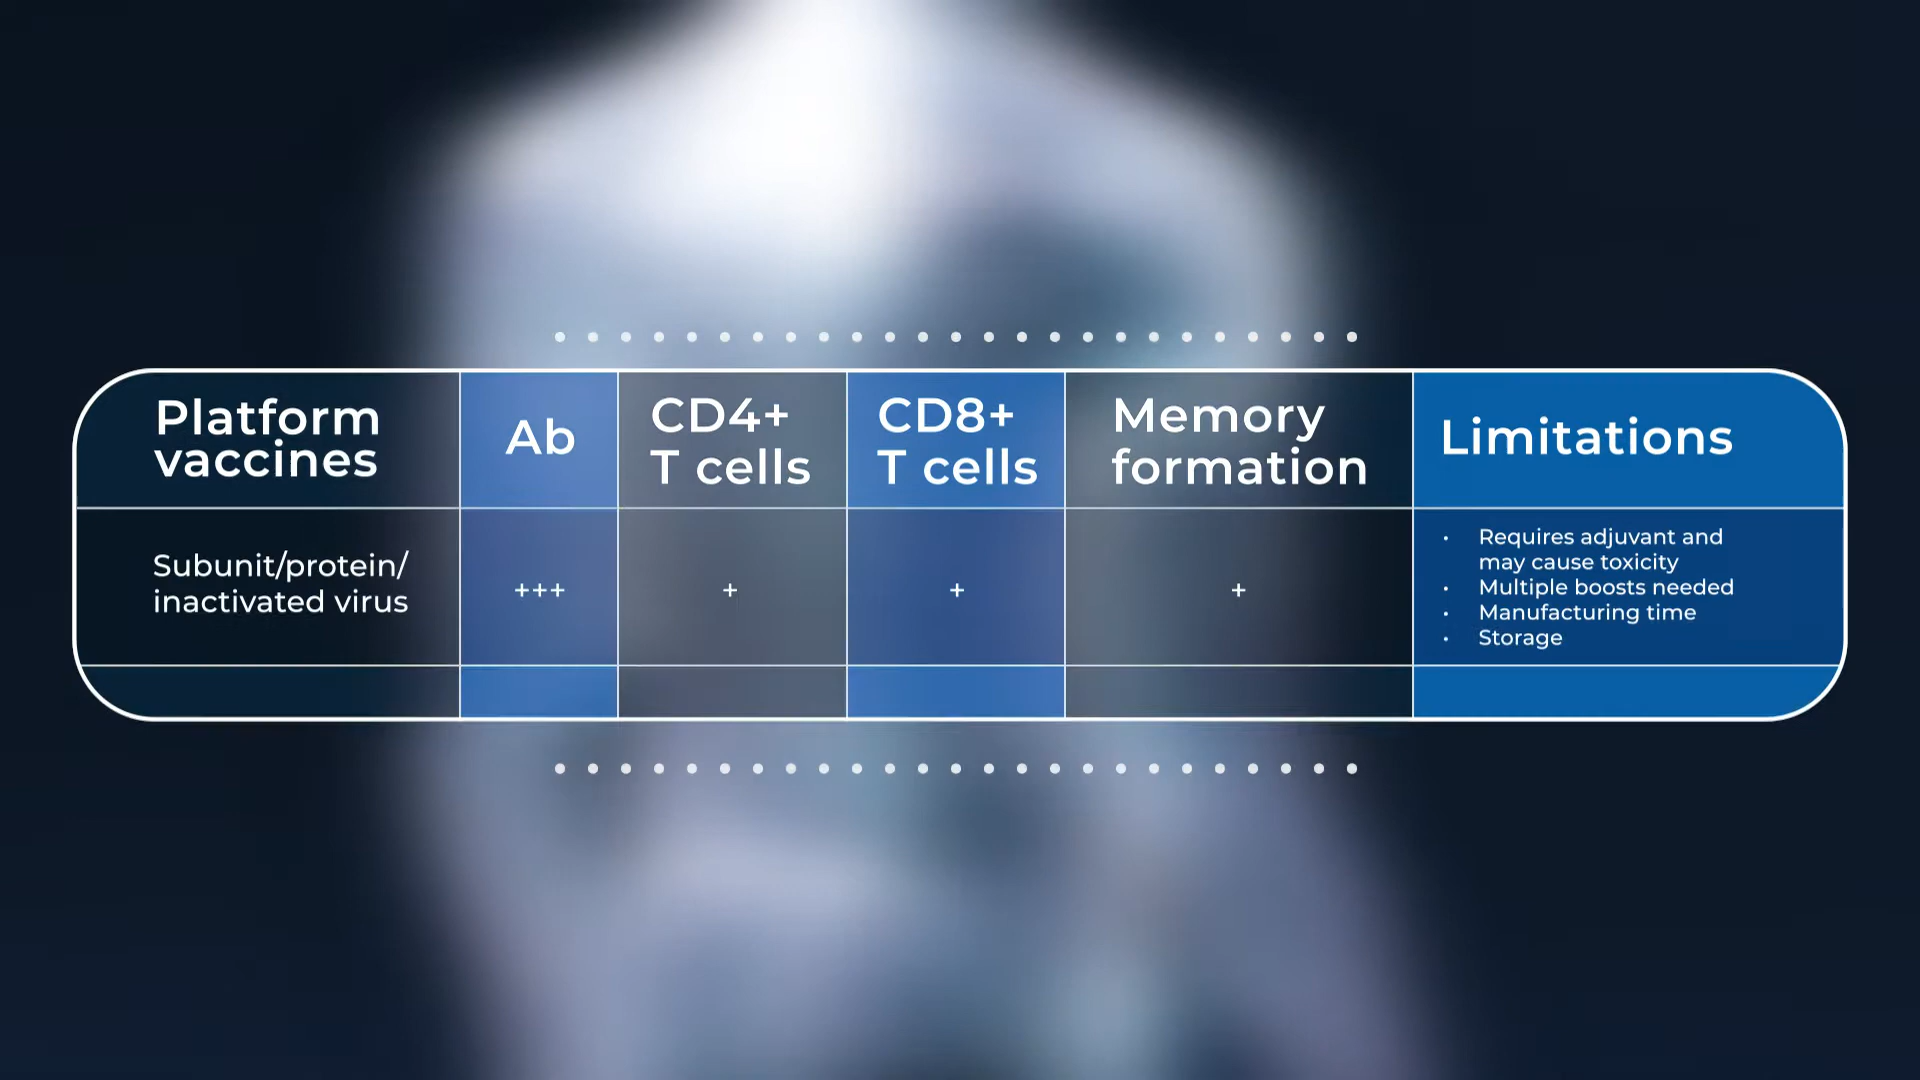 Platform
vaccines
Ab
CD4+
T cells
CD8+
T cells
Memory
formation
Limitations
Subunit/protein/
inactivated virus
+++
+
+
+
• Requires adjuvant and
may cause toxicity
• Multiple boosts needed
• Manufacturing time
• Storage